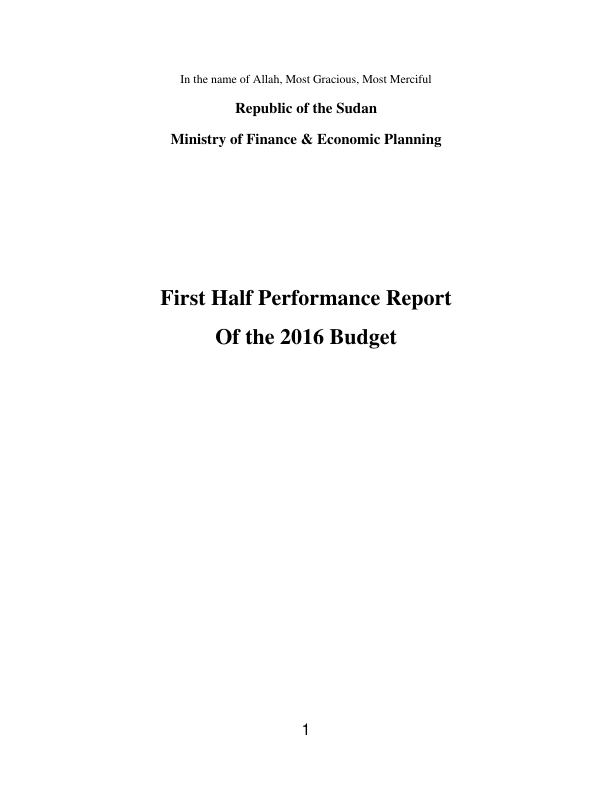 In the name of Allah, Most Gracious, Most Merciful
Republic of the Sudan
Ministry of Finance & Economic Planning
First Half Performance Report
Of the 2016 Budget
1